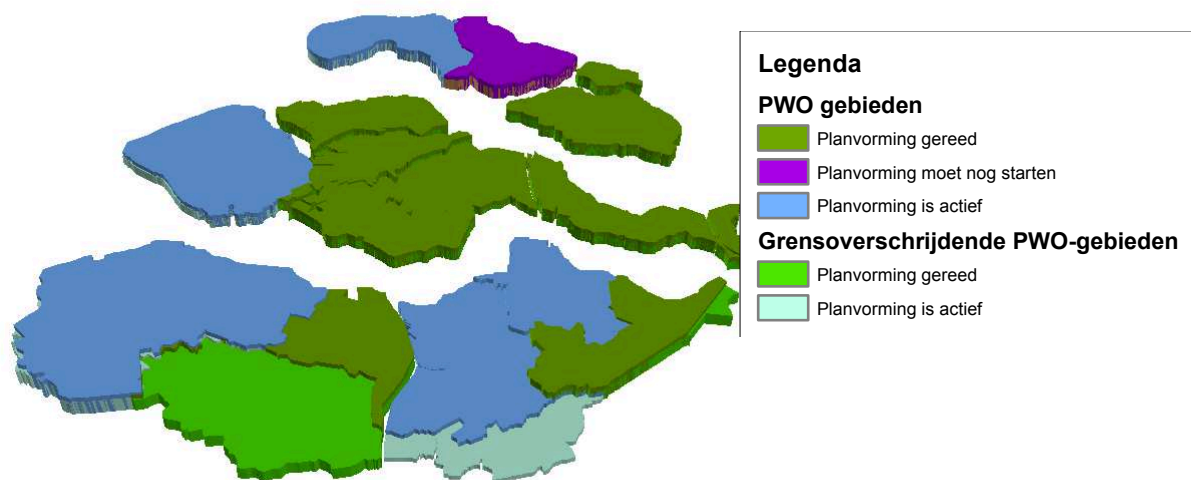 Legenda
PWO gebieden
Planvorming gereed
Planvorming moet nog starten
Planvorming is actief
Grensoverschrijdende PWO-gebieden
Planvorming gereed
Planvorming is actief